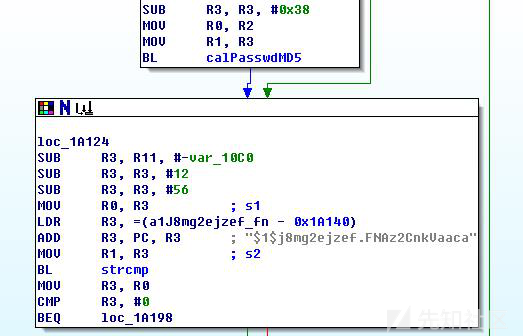 SUB R3, R3, #0x38
MOV R0, R2
MOV R1, R3
BL calPasswdMD5
loc_1A124
SUB R3, R11, #-var_10C0
SUB R3, R3, #12
SUB R3, R3, #56
MOV R0, R3 ; s1
LDR R3, =(a1J8mg2ejzef_fn - 0x1A140)
ADD R3, PC, R3 ; "$1$j8mg2ejzef.FNAz2CnkVaaca"
MOV R1, R3 ; s2
BL strcmp
MOV R3, R0
CMP R3, #0
BEQ loc_1A198
先知社区